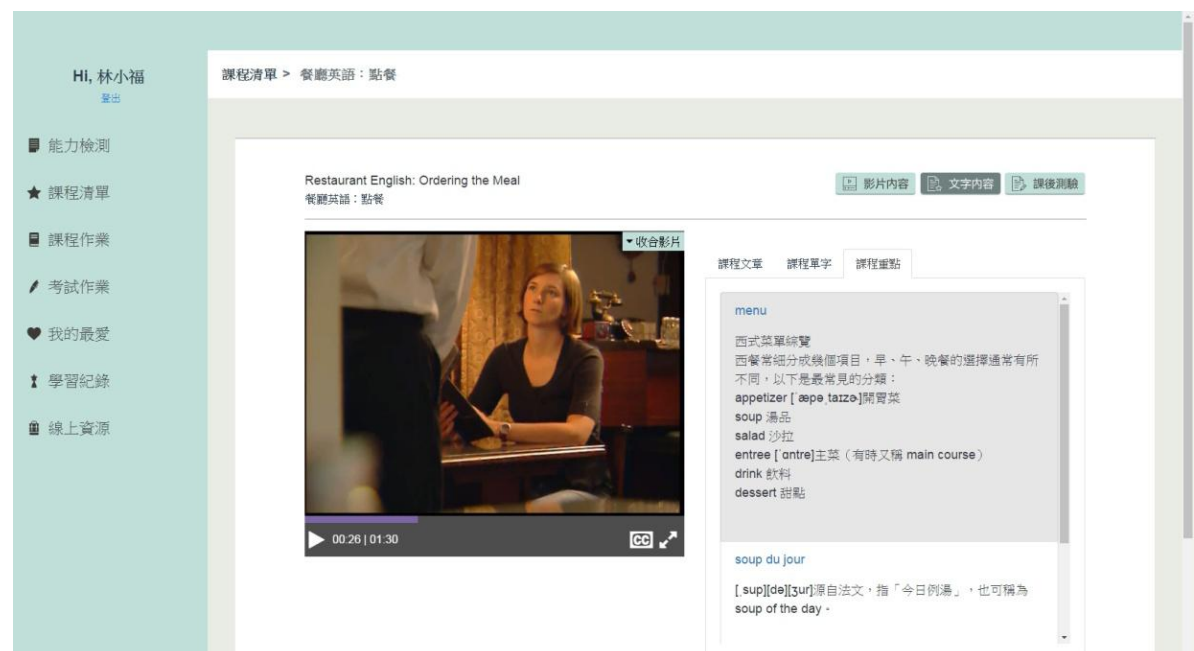 Hi, 林小福
登出
能力檢測
課程清單
課程作業
考試作業
我的最愛
學習紀錄
線上資源
課程清單 > 餐廳英語：點餐
Restaurant English: Ordering the Meal
餐廳英語：點餐
影片內容 文字內容 課後測驗
收合影片
00:26 | 01:30
CC
課程文章 課程單字 課程重點
menu
西式菜單綜覽
西餐常細分成幾個項目，早、午、晚餐的選擇通常有所
不同，以下是最常見的分類：
appetizer [ˋæpəˏtaɪzɚ]開胃菜
soup 湯品
salad 沙拉
entree [ˋɑntre]主菜（有時又稱 main course）
drink 飲料
dessert 甜點
soup du jour
[ˏsup][də][ʒur]源自法文，指「今日例湯」，也可稱為
soup of the day。